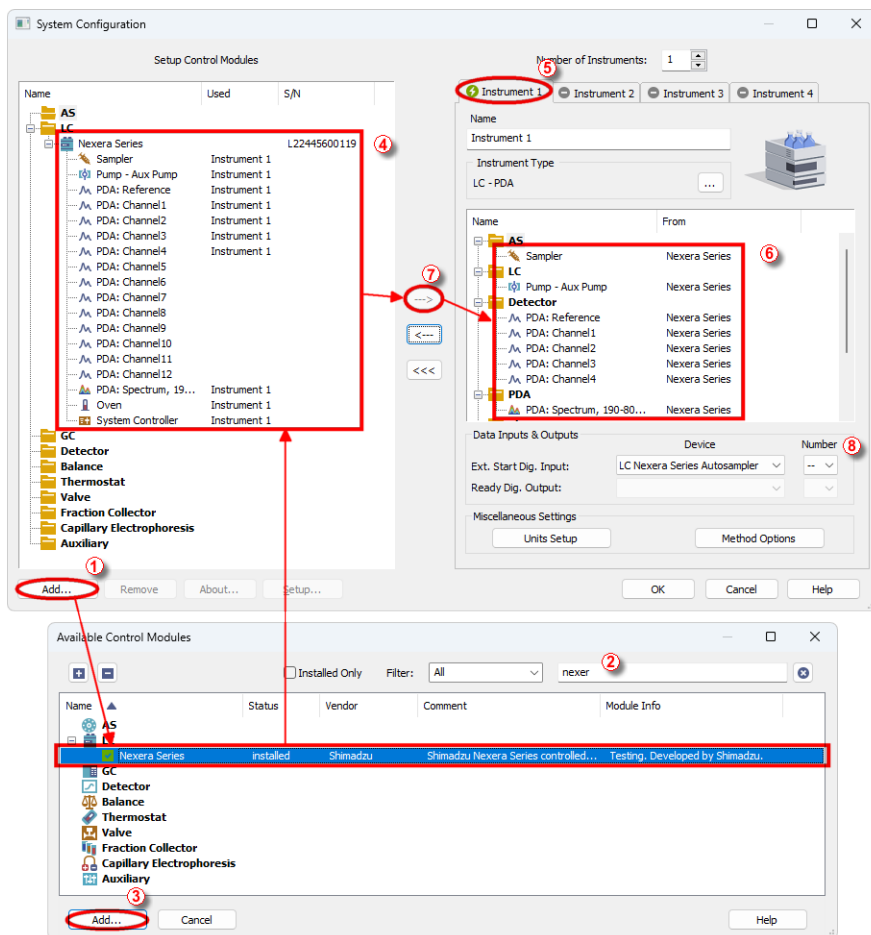 System Configuration
Setup Control Modules
Number of Instruments: 1
5
Name Used S/N
Instrument 1 Instrument 2 Instrument 3 Instrument 4
AS
LC
Nexera Series L22445600119
4
Sampler Instrument 1
Pump - Aux Pump Instrument 1
PDA: Reference Instrument 1
PDA: Channel1 Instrument 1
PDA: Channel2 Instrument 1
PDA: Channel3 Instrument 1
PDA: Channel4 Instrument 1
PDA: Channel5
PDA: Channel6
PDA: Channel7
PDA: Channel8
PDA: Channel9
PDA: Channel10
PDA: Channel11
PDA: Channel12
PDA: Spectrum, 19... Instrument 1
Oven Instrument 1
System Controller Instrument 1
GC
Detector
Balance
Thermostat
Valve
Fraction Collector
Capillary Electrophoresis
Auxiliary
1
Add... Remove About... Setup...
7
--->
<---
<<<
Name
Instrument 1
Instrument Type
LC - PDA
...
Name From
AS
Sampler Nexera Series
6
LC
Pump - Aux Pump Nexera Series
Detector
PDA: Reference Nexera Series
PDA: Channel1 Nexera Series
PDA: Channel2 Nexera Series
PDA: Channel3 Nexera Series
PDA: Channel4 Nexera Series
PDA
PDA: Spectrum, 190-80... Nexera Series
Data Inputs & Outputs
Device Number
8
Ext. Start Dig. Input: LC Nexera Series Autosampler --
Ready Dig. Output:
Miscellaneous Settings
Units Setup Method Options
OK Cancel Help
Available Control Modules
Installed Only Filter: All nexer
2
Name Status Vendor Comment Module Info
AS
LC
Nexera Series installed Shimadzu Shimadzu Nexera Series controlled... Testing. Developed by Shimadzu.
GC
Detector
Balance
Thermostat
Valve
Fraction Collector
Capillary Electrophoresis
Auxiliary
3
Add... Cancel Help